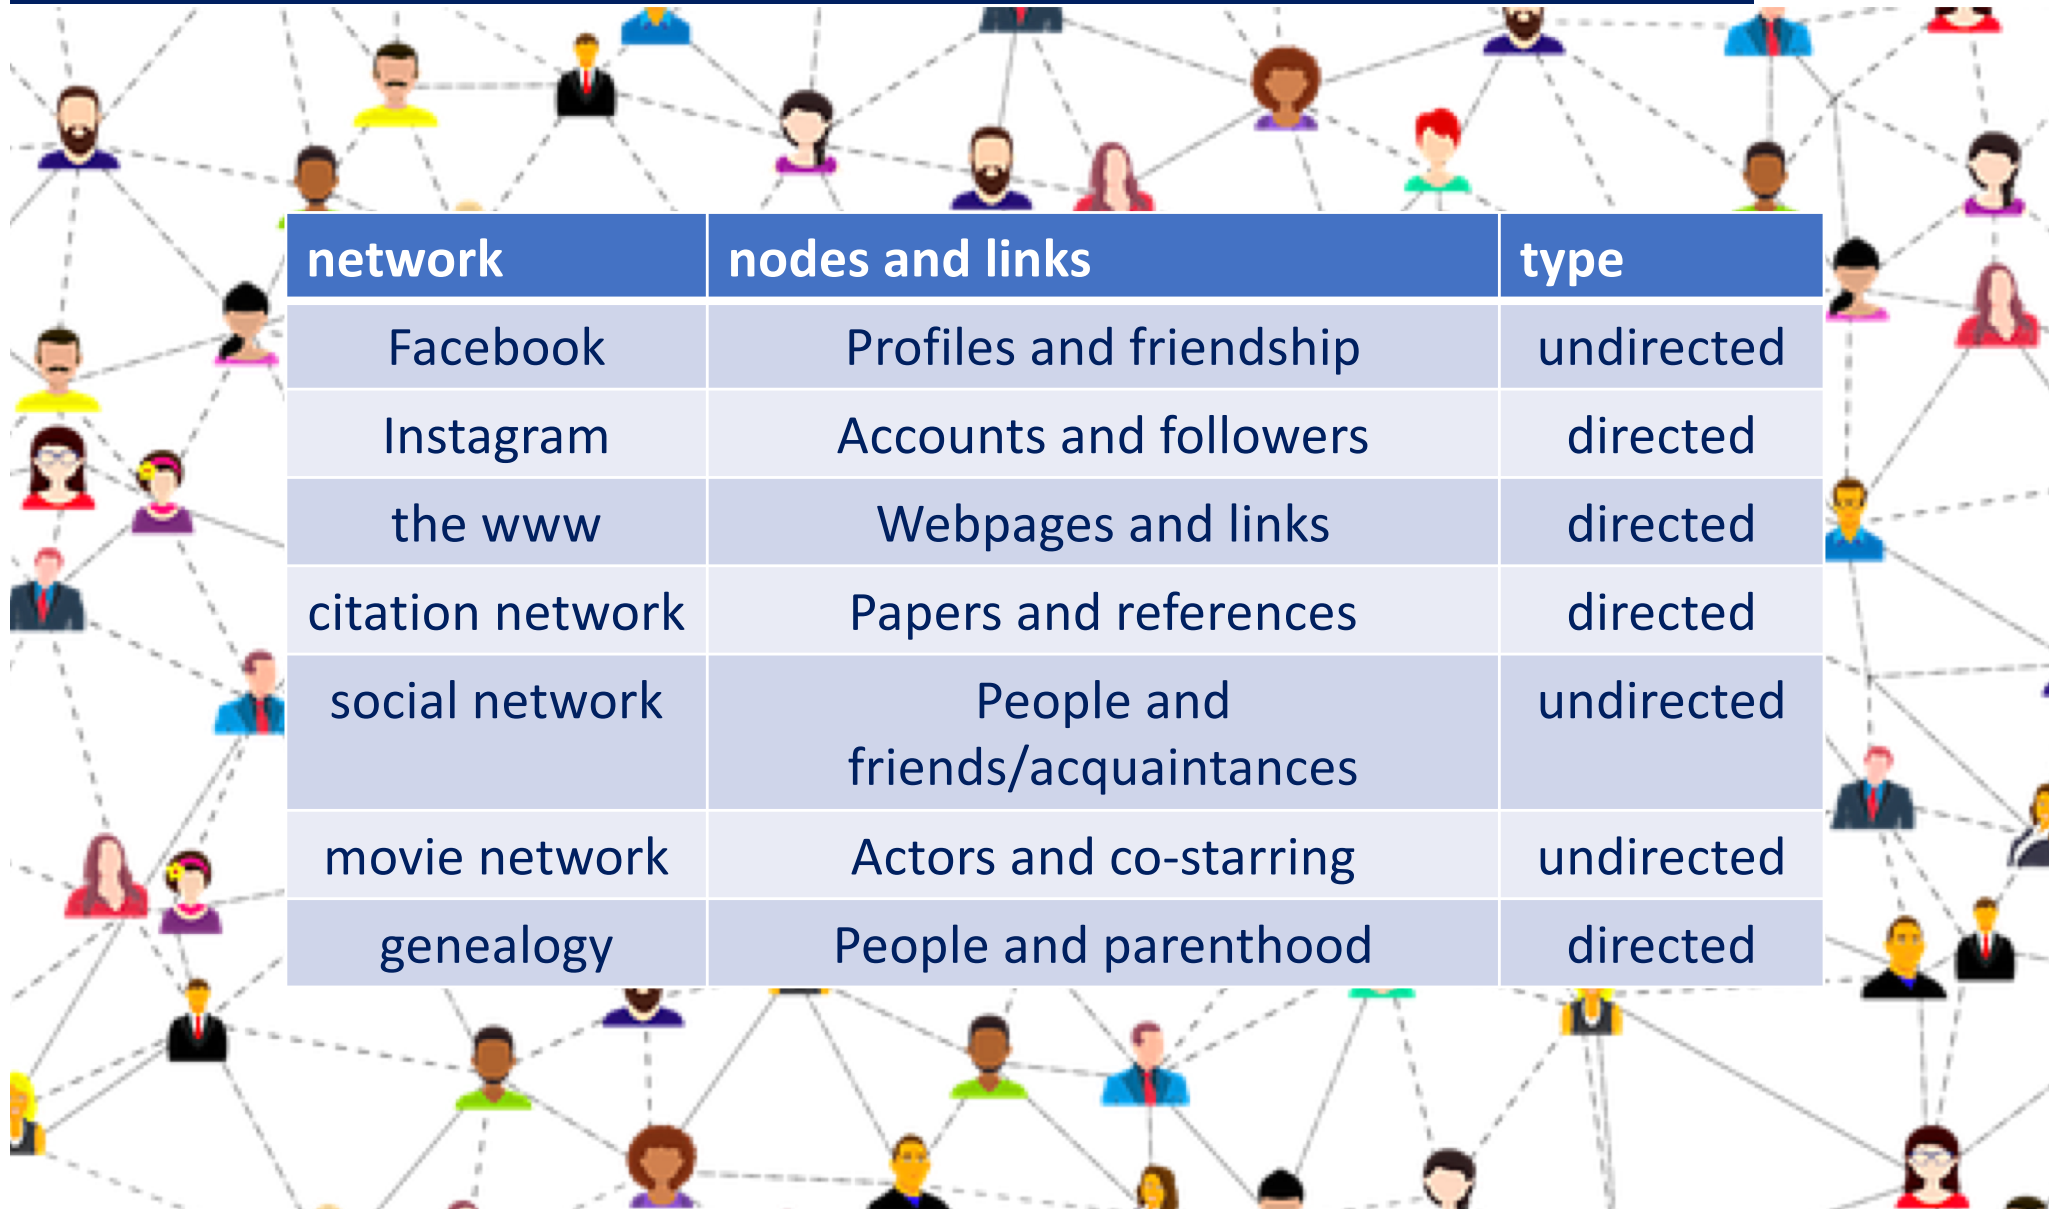 network nodes and links type
Facebook Profiles and friendship undirected
Instagram Accounts and followers directed
the www Webpages and links directed
citation network Papers and references directed
social network People and undirected
friends/acquaintances
movie network Actors and co-starring undirected
genealogy People and parenthood directed